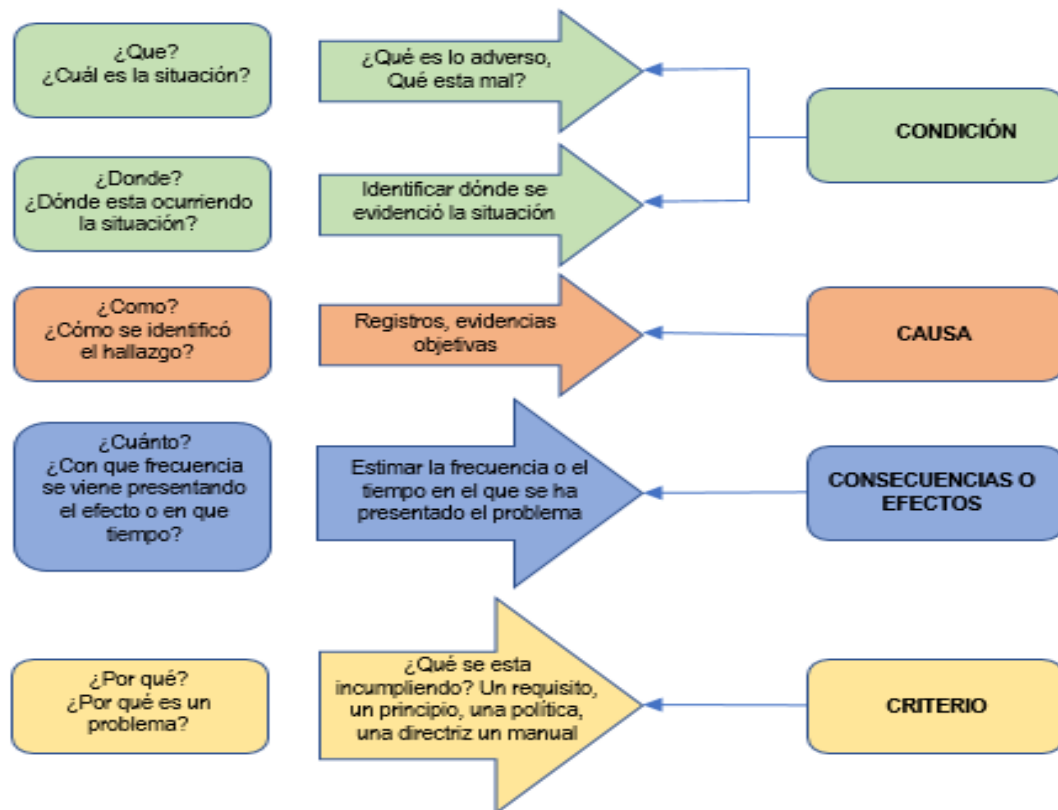 ¿Que?
¿Cuál es la situación?
¿Qué es lo adverso,
Qué esta mal?
CONDICIÓN
¿Donde?
¿Dónde esta ocurriendo
la situación?
Identificar dónde se
evidenció la situación
¿Como?
¿Cómo se identificó
el hallazgo?
Registros, evidencias
objetivas
CAUSA
¿Cuánto?
¿Con que frecuencia
se viene presentando
el efecto o en que
tiempo?
Estimar la frecuencia o el
tiempo en el que se ha
presentado el problema
CONSECUENCIAS O
EFECTOS
¿Por qué?
¿Por qué es un
problema?
¿Qué se esta
incumpliendo? Un requisito,
un principio, una política,
una directriz un manual
CRITERIO